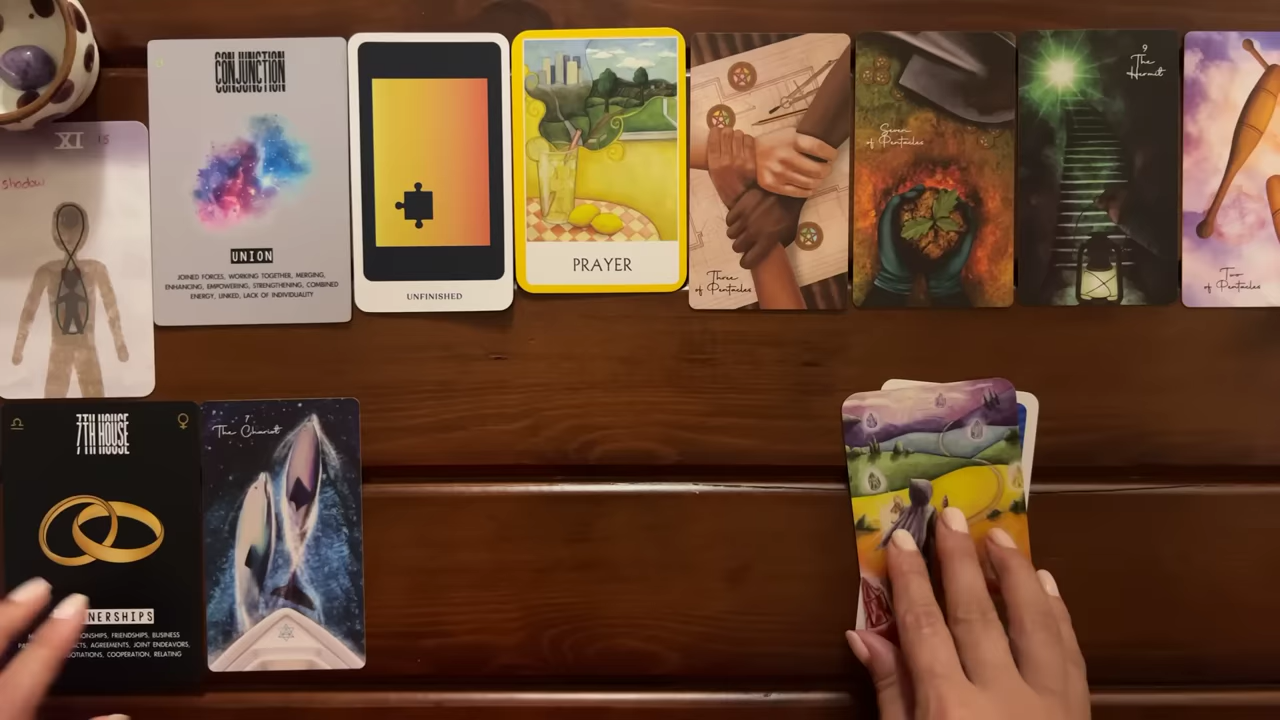 XI 15
shadow
CONJUNCTION
UNION
JOINED FORCES, WORKING TOGETHER, MERGING,
ENHANCING, EMPOWERING, STRENGTHENING, COMBINED
ENERGY, LINKED, LACK OF INDIVIDUALITY
UNFINISHED
PRAYER
Three
of Pentacles
Seven
of Pentacles
9
The
Hermit
Two
of Pentacles
7TH HOUSE
NERSHIPS
ONSHIPS, FRIENDSHIPS, BUSINESS
CTS, AGREEMENTS, JOINT ENDEAVORS,
OTIATIONS, COOPERATION, RELATING
7
The Chariot